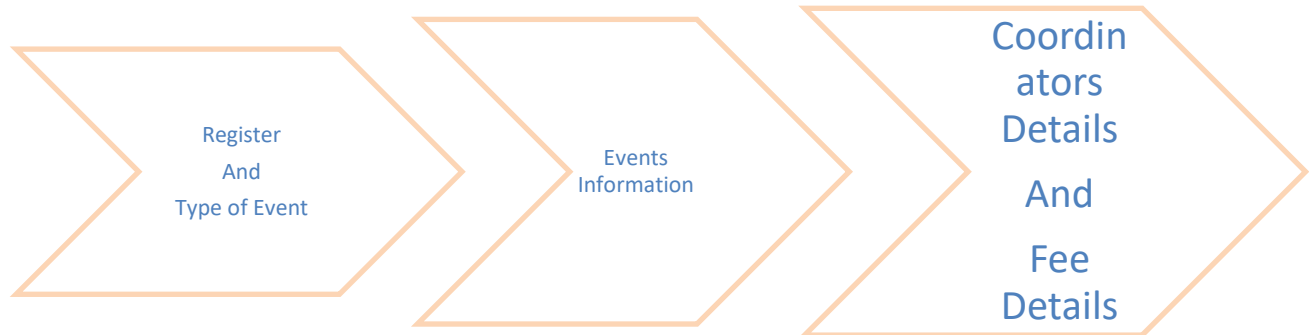 Register
And
Type of Event
Events
Information
Coordin
ators
Details
And
Fee
Details